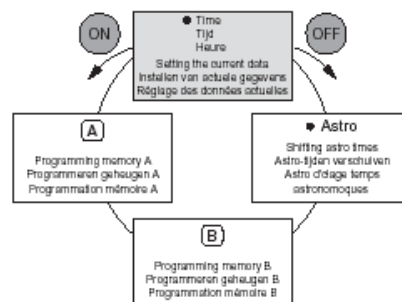 ON
OFF
Time
Tijd
Heure
Setting the current data
Instellen van actuele gegevens
Réglage des données actuelles
A
Programming memory A
Programmeren geheugen A
Programmation mémoire A
Astro
Shifting astro times
Astro-tijden verschuiven
Astro d'clage temps
astronomoques
B
Programming memory B
Programmeren geheugen B
Programmation mémoire B